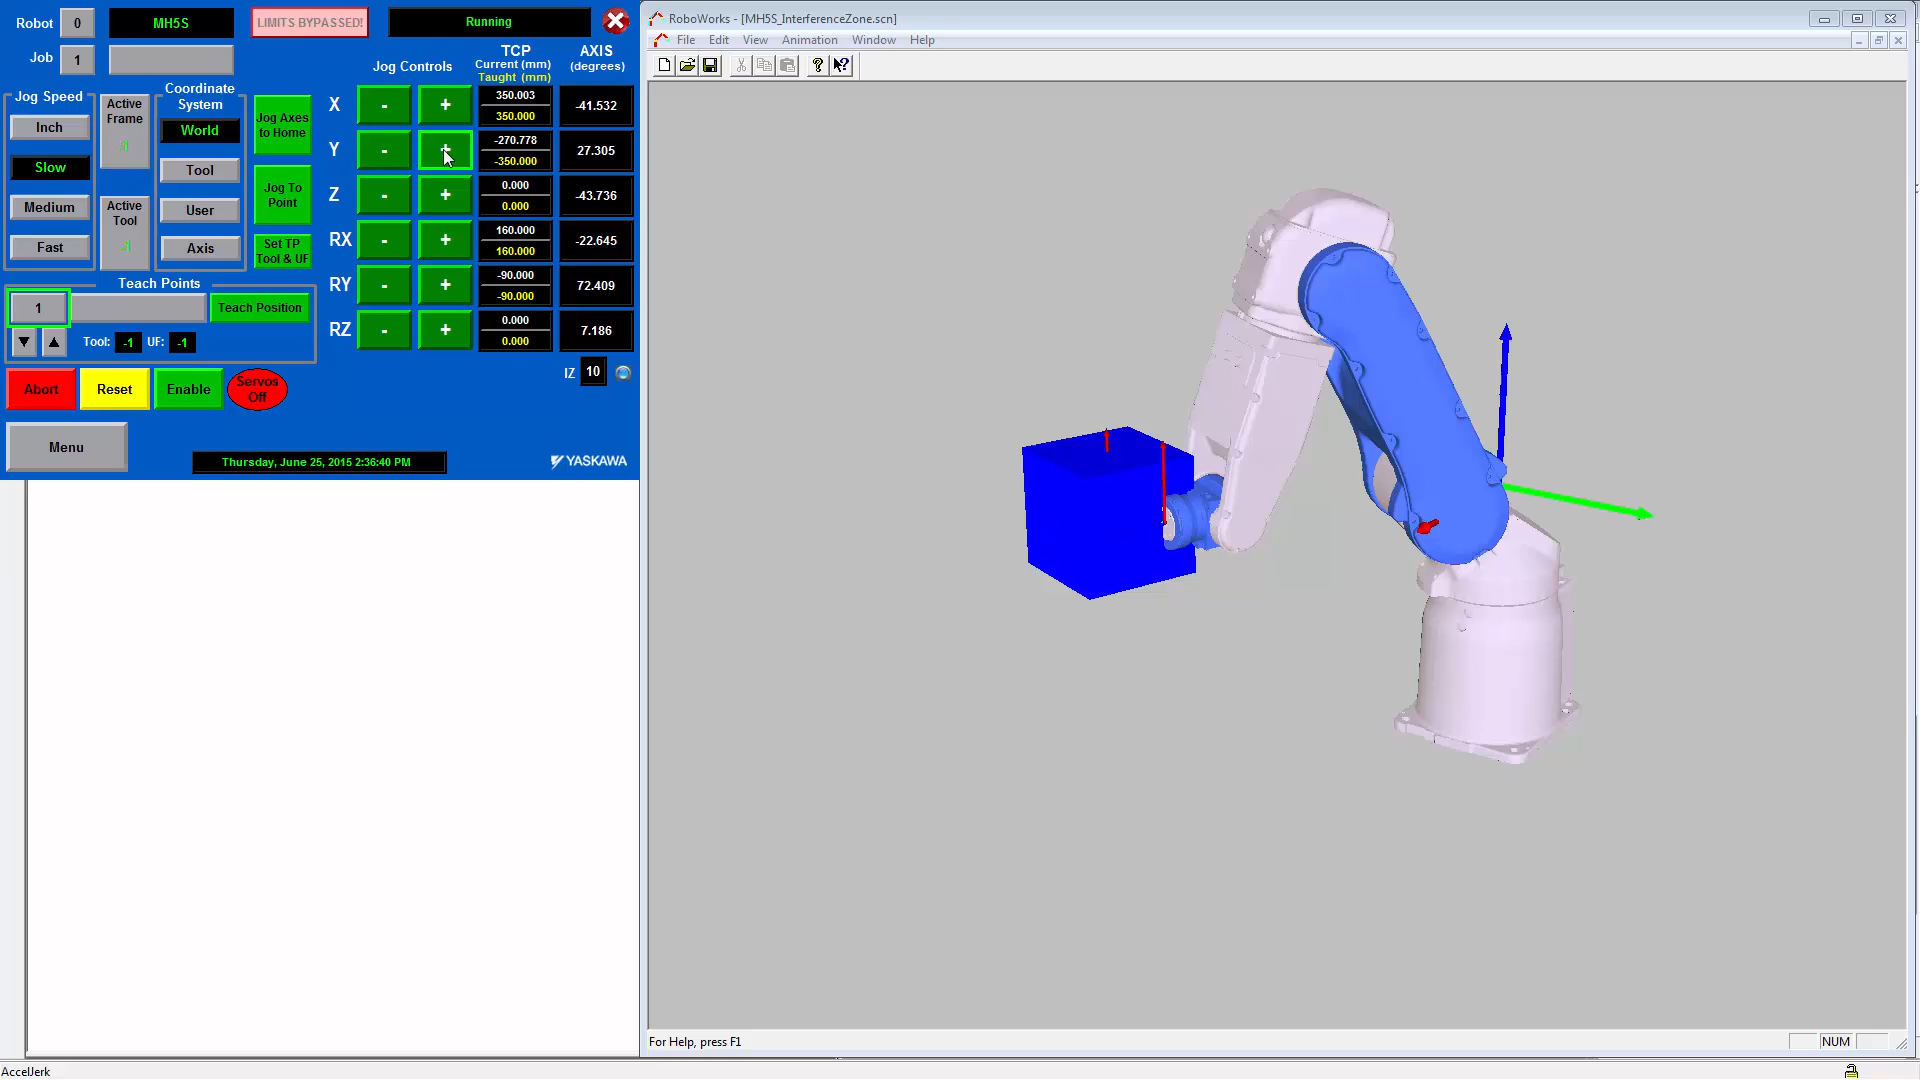 Robot 0 MH5S LIMITS BYPASSED! Running
Job 1
Jog Speed
Inch
Slow
Medium
Fast
Active
Frame
Active
Tool
Coordinate
System
World
Tool
User
Axis
Jog Axes
to Home
Jog To
Point
Set TP
Tool & UF
Jog Controls
TCP
Current (mm)
Taught (mm)
AXIS
(degrees)
X - + 350.003 350.000 -41.532
Y - + -270.778 -350.000 27.305
Z - + 0.000 0.000 -43.736
RX - + 160.000 160.000 -22.645
RY - + -90.000 -90.000 72.409
RZ - + 0.000 0.000 7.186
Teach Points
1 Teach Position
Tool: -1 UF: -1
IZ 10
Abort Reset Enable Servos
Off
Menu
Thursday, June 25, 2015 2:36:40 PM
YASKAWA
RoboWorks - [MH5S_InterferenceZone.scn]
File Edit View Animation Window Help
For Help, press F1
NUM
AccelJerk